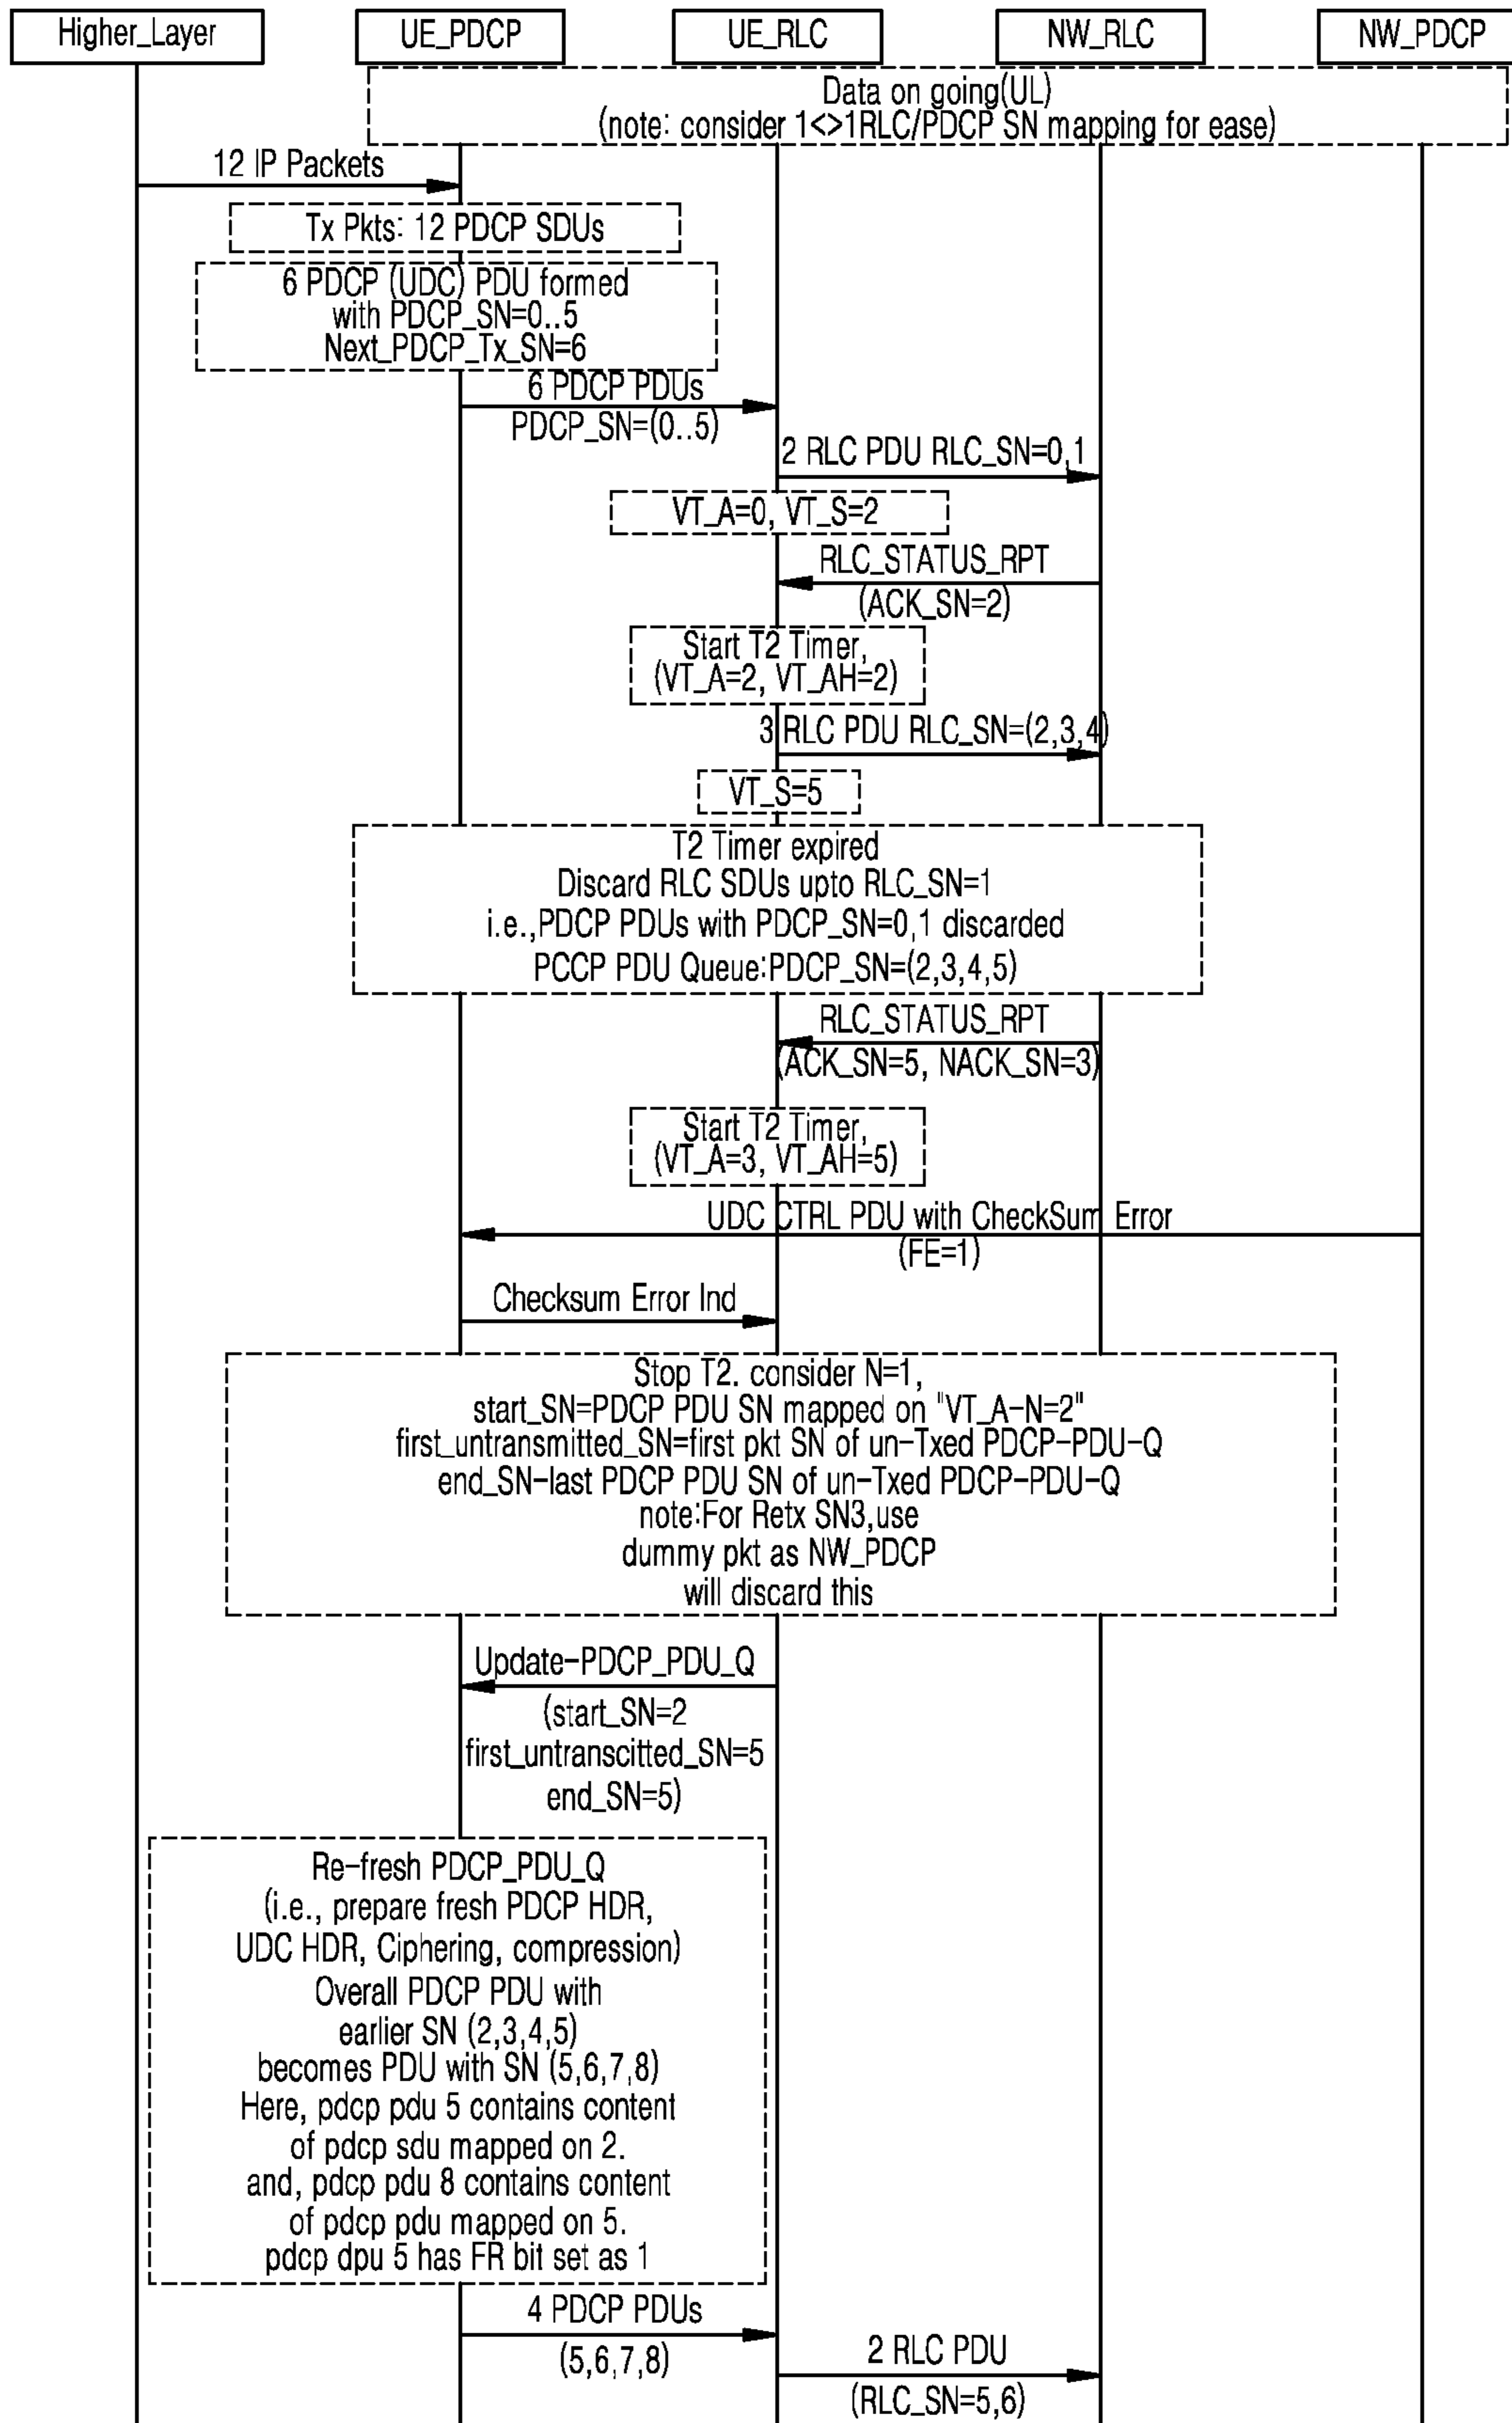 Higher_Layer
UE_PDCP
UE_RLC
NW_RLC
NW_PDCP
Data on going(UL)
(note: consider 1<>1RLC/PDCP SN mapping for ease)
12 IP Packets
Tx Pkts: 12 PDCP SDUs
6 PDCP (UDC) PDU formed
with PDCP_SN=0..5
Next_PDCP_Tx_SN=6
6 PDCP PDUs
PDCP_SN=(0..5)
2 RLC PDU RLC_SN=0,1
VT_A=0, VT_S=2
RLC_STATUS_RPT
(ACK_SN=2)
Start T2 Timer,
(VT_A=2, VT_AH=2)
3 RLC PDU RLC_SN=(2,3,4)
VT_S=5
T2 Timer expired
Discard RLC SDUs upto RLC_SN=1
i.e.,PDCP PDUs with PDCP_SN=0,1 discarded
PCCP PDU Queue:PDCP_SN=(2,3,4,5)
RLC_STATUS_RPT
(ACK_SN=5, NACK_SN=3)
Start T2 Timer,
(VT_A=3, VT_AH=5)
UDC CTRL PDU with CheckSum Error
(FE=1)
Checksum Error Ind
Stop T2. consider N=1,
start_SN=PDCP PDU SN mapped on "VT_A-N=2"
first_untransmitted_SN=first pkt SN of un-Txed PDCP-PDU-Q
end_SN-last PDCP PDU SN of un-Txed PDCP-PDU-Q
note:For Retx SN3,use
dummy pkt as NW_PDCP
will discard this
Update-PDCP_PDU_Q
(start_SN=2
first_untranscitted_SN=5
end_SN=5)
Re-fresh PDCP_PDU_Q
(i.e., prepare fresh PDCP HDR,
UDC HDR, Ciphering, compression)
Overall PDCP PDU with
earlier SN (2,3,4,5)
becomes PDU with SN (5,6,7,8)
Here, pdcp pdu 5 contains content
of pdcp sdu mapped on 2.
and, pdcp pdu 8 contains content
of pdcp pdu mapped on 5.
pdcp dpu 5 has FR bit set as 1
4 PDCP PDUs
(5,6,7,8)
2 RLC PDU
(RLC_SN=5,6)